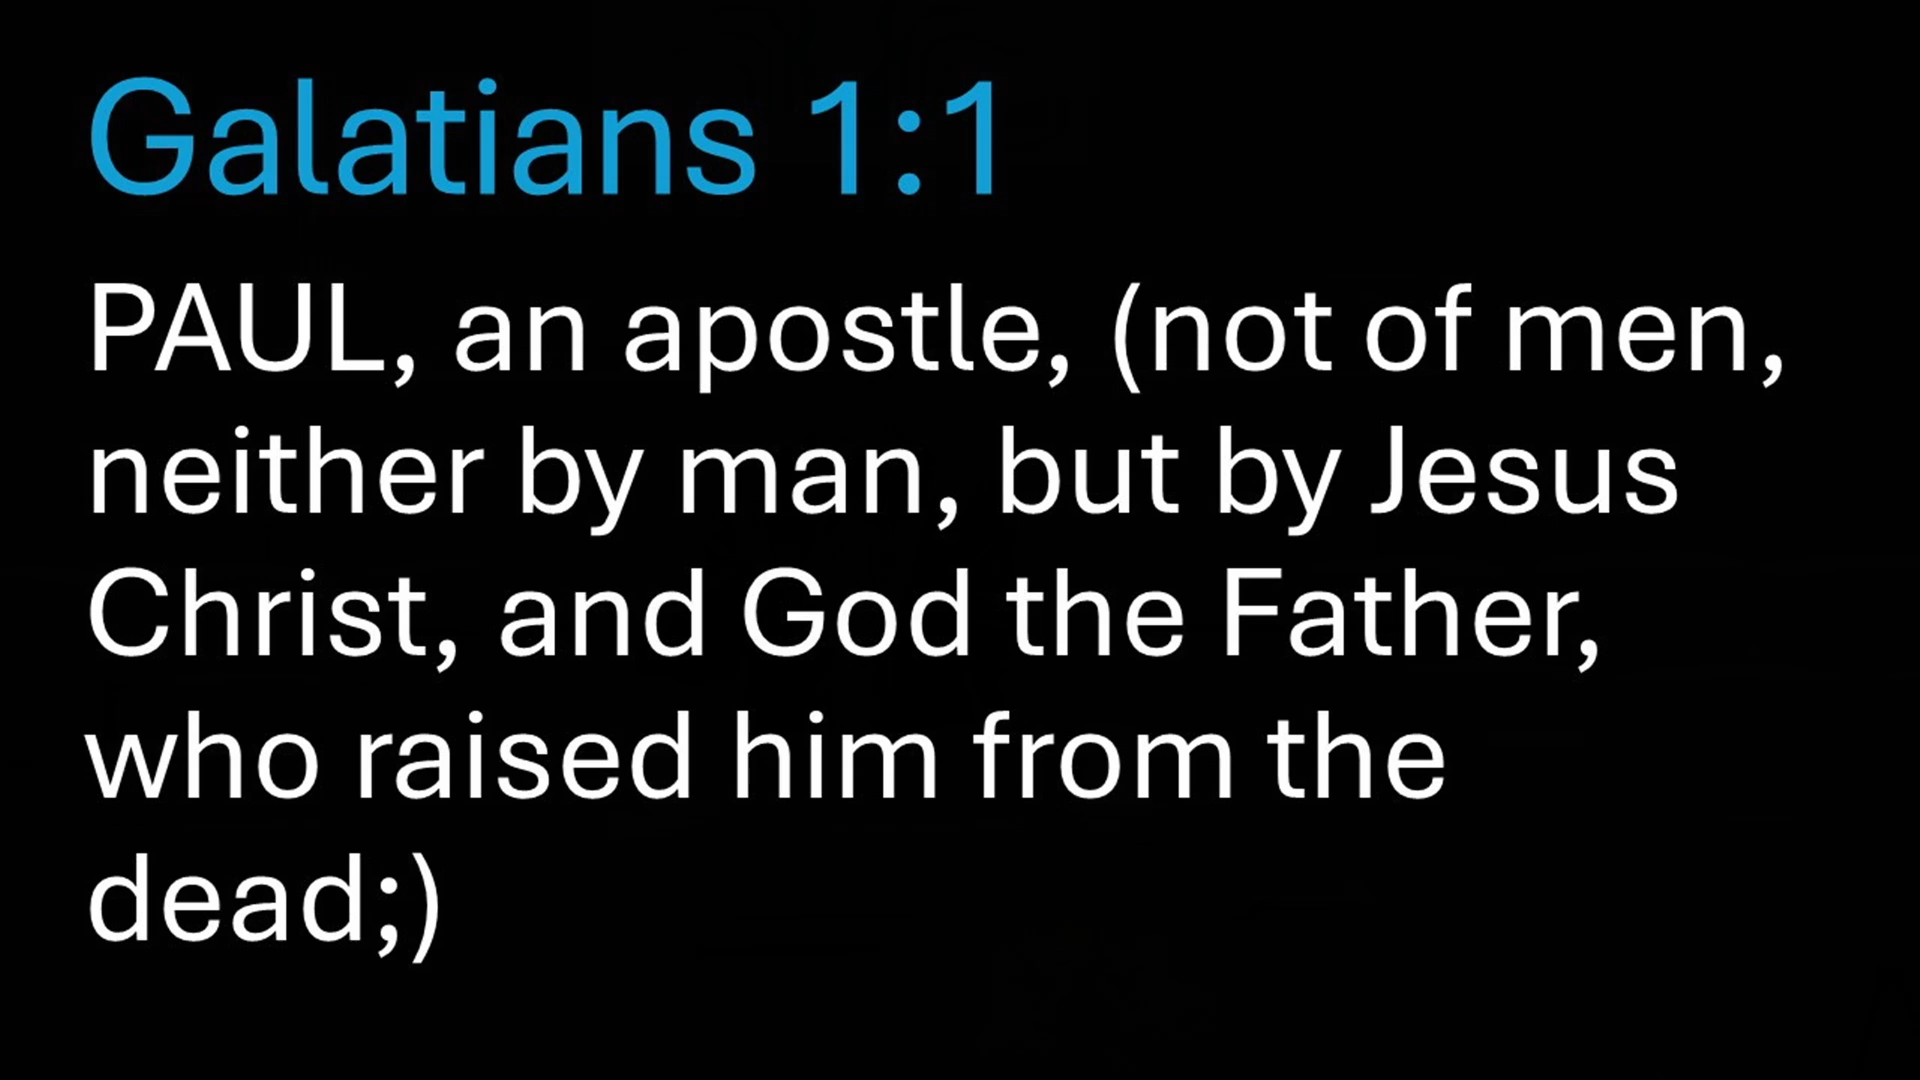 Galatians 1:1
PAUL, an apostle, (not of men,
neither by man, but by Jesus
Christ, and God the Father,
who raised him from the
dead;)